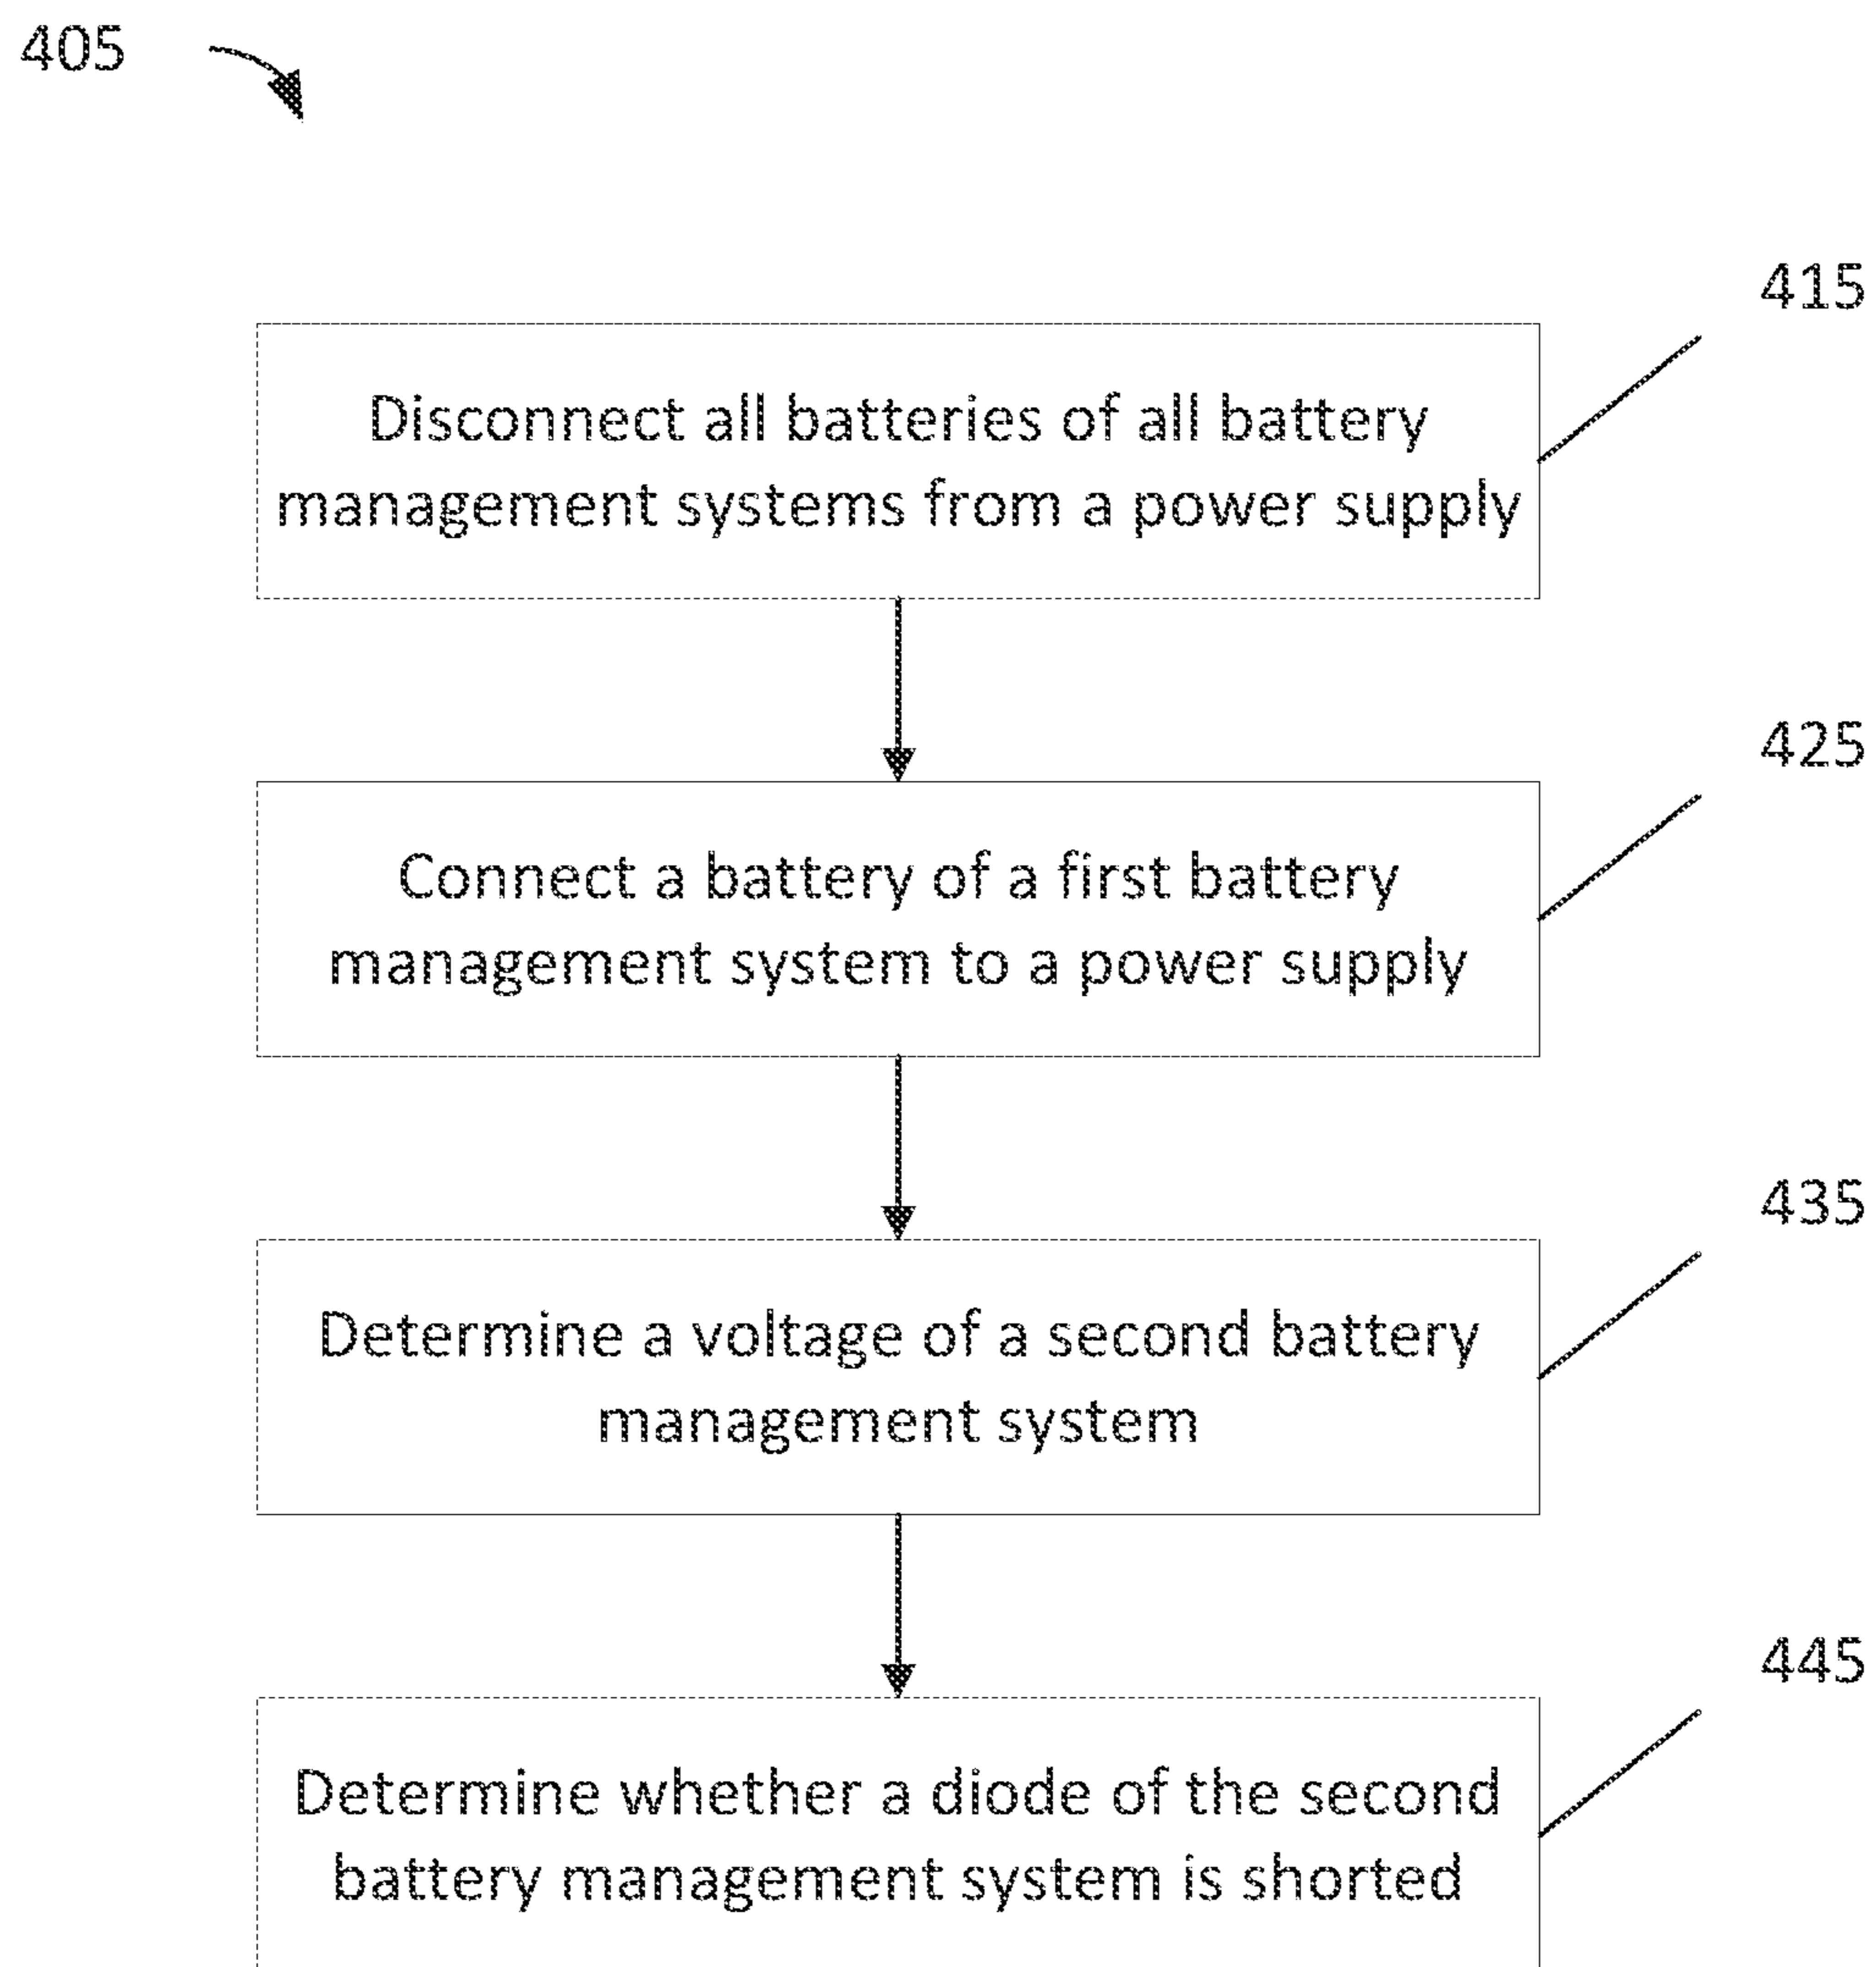 405
415
Disconnect all batteries of all battery
management systems from a power supply
425
Connect a battery of a first battery
management system to a power supply
435
Determine a voltage of a second battery
management system
445
Determine whether a diode of the second
battery management system is shorted